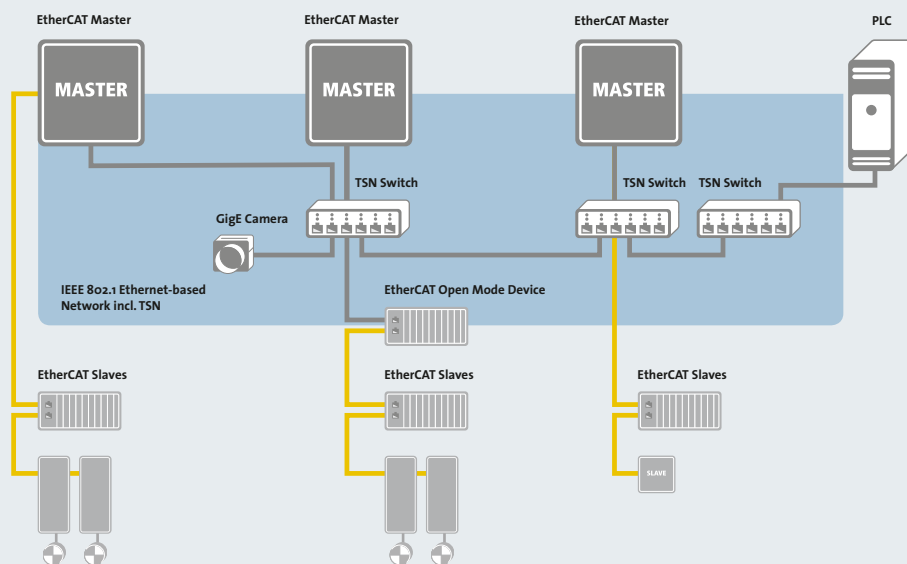 EtherCAT Master
EtherCAT Master
EtherCAT Master
PLC
MASTER
MASTER
MASTER
TSN Switch
TSN Switch
TSN Switch
GigE Camera
IEEE 802.1 Ethernet-based
Network incl. TSN
EtherCAT Open Mode Device
EtherCAT Slaves
EtherCAT Slaves
EtherCAT Slaves
SLAVE